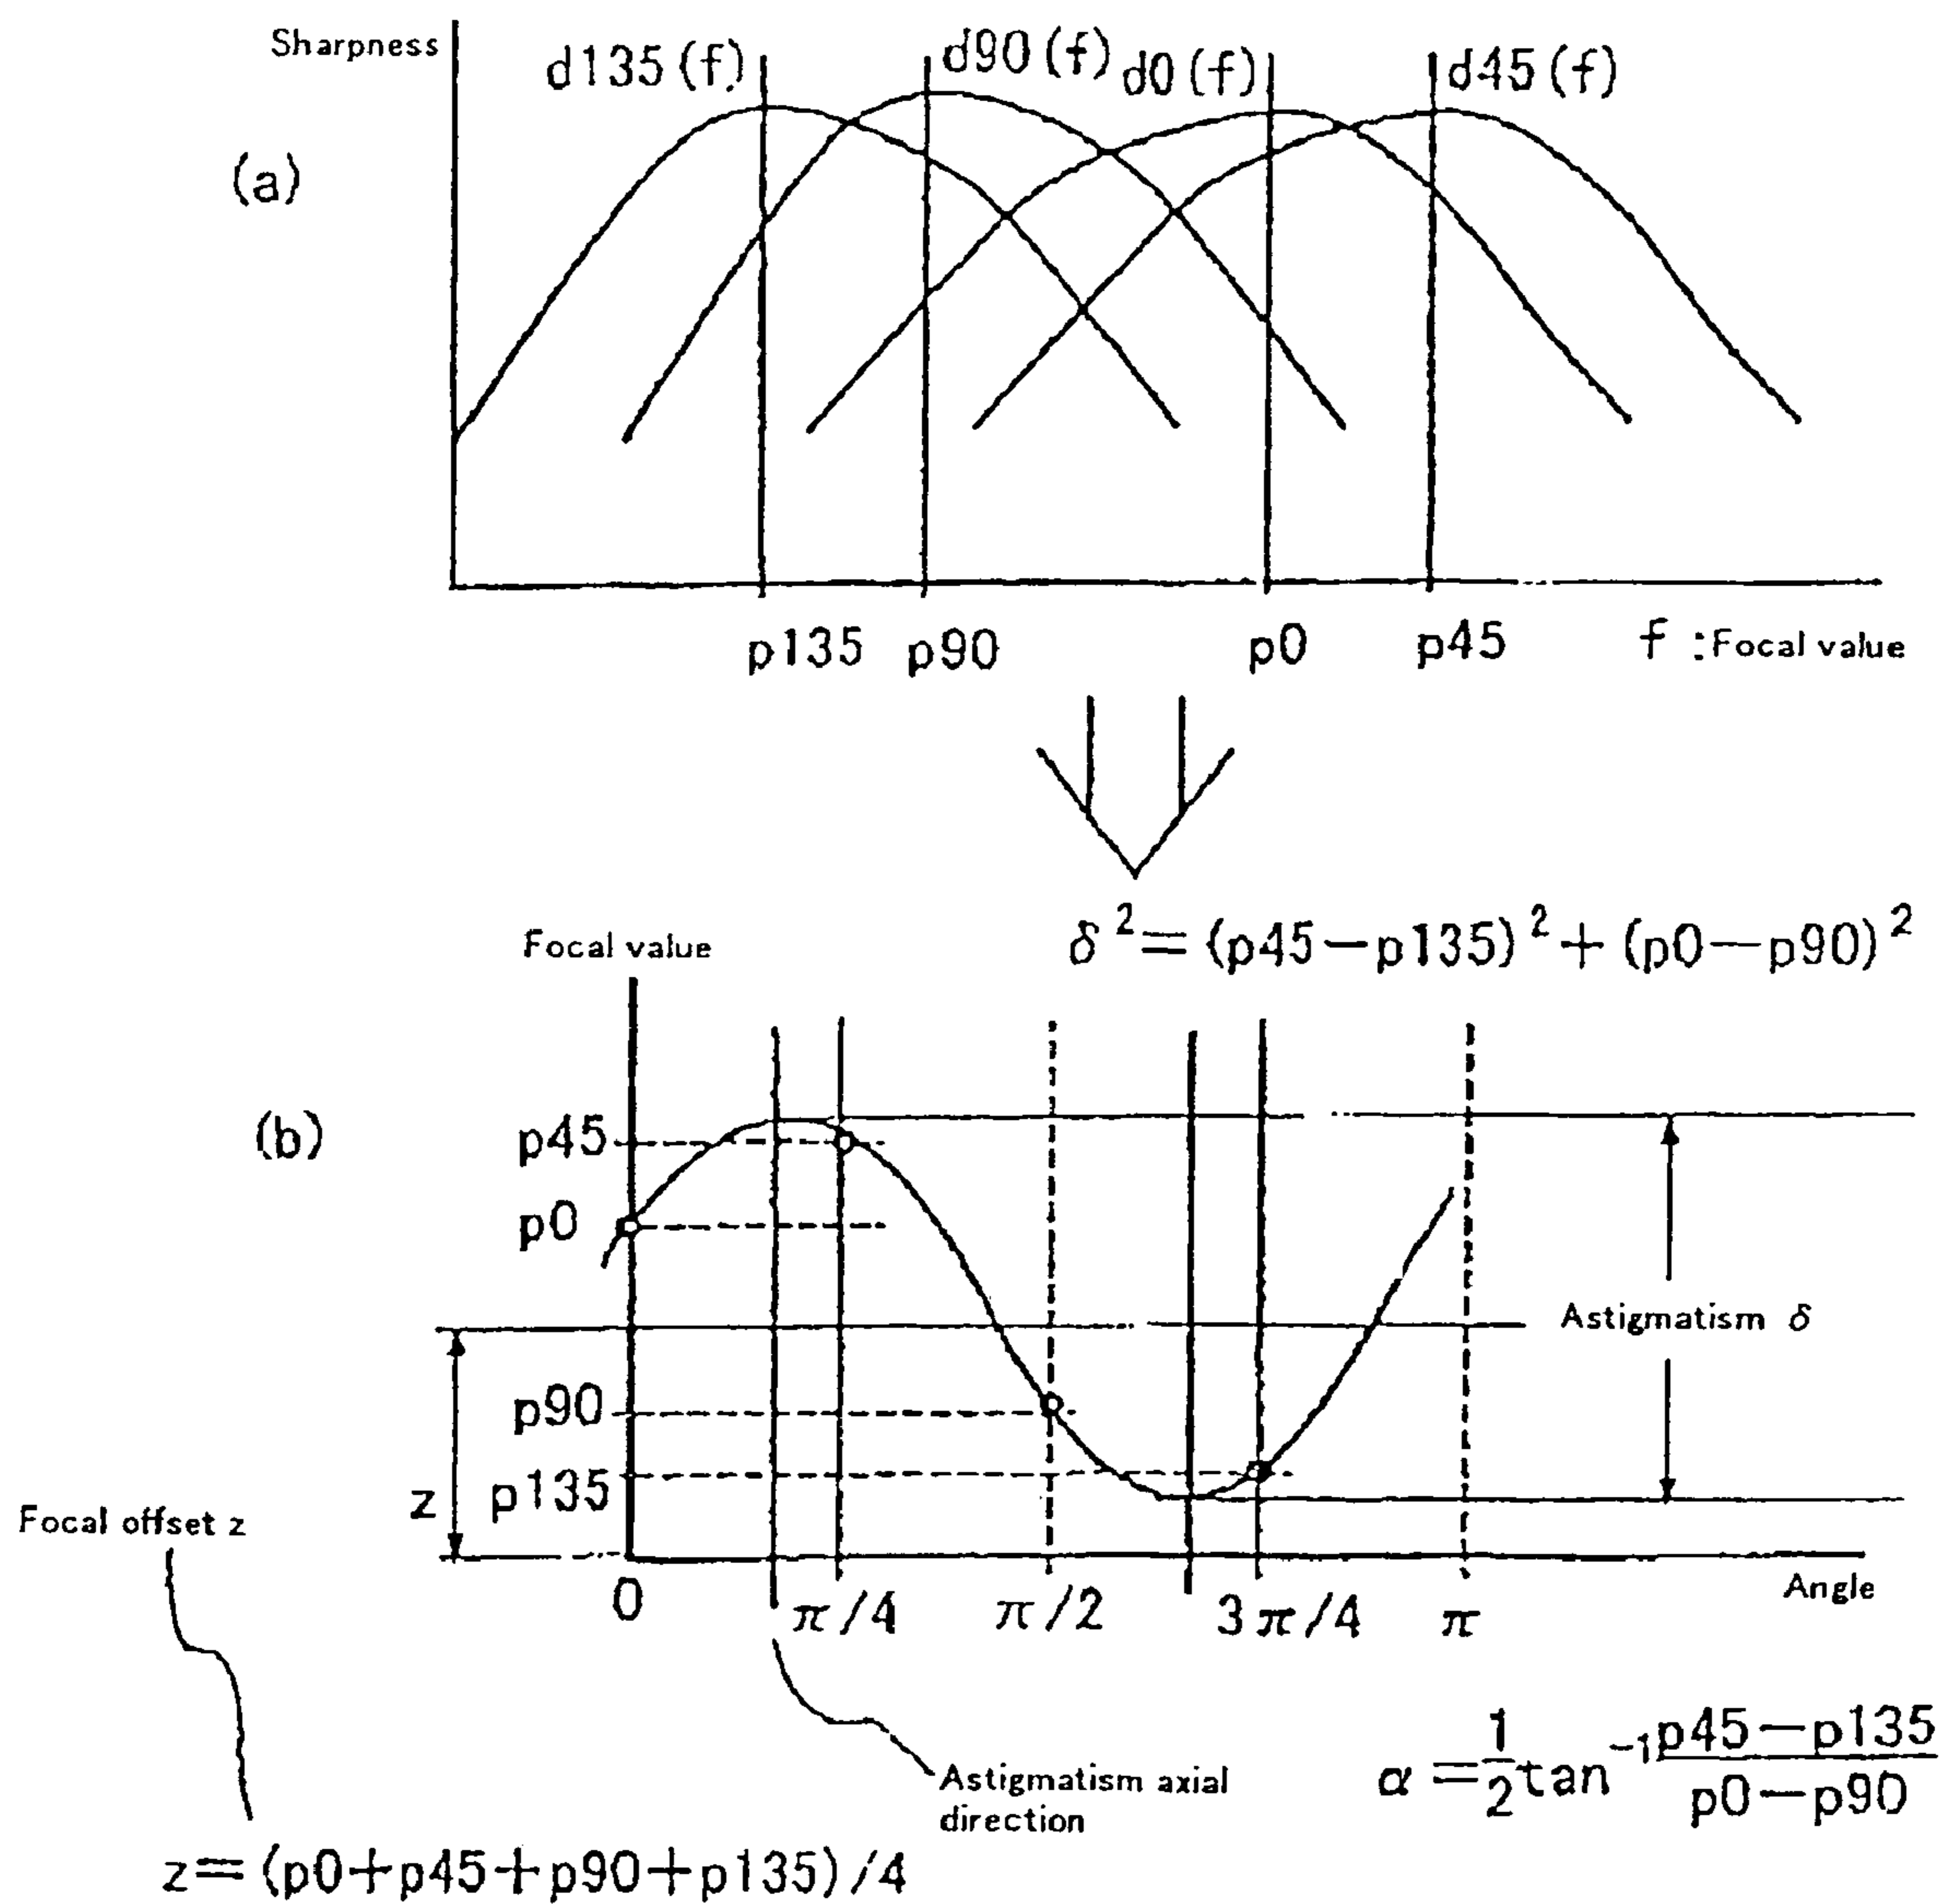 Sharpness
d135(f)
d90(f)
d0(f)
d45(f)
(a)
p135
p90
p0
p45
f :Focal value
δ²=(p45−p135)²+(p0−p90)²
Focal value
(b)
p45
p0
Astigmatism δ
p90
z
p135
Focal offset z
0
π/4
π/2
3π/4
π
Angle
α=1/2 tan⁻¹ p45−p135/p0−p90
Astigmatism axial
direction
z=(p0+p45+p90+p135)/4